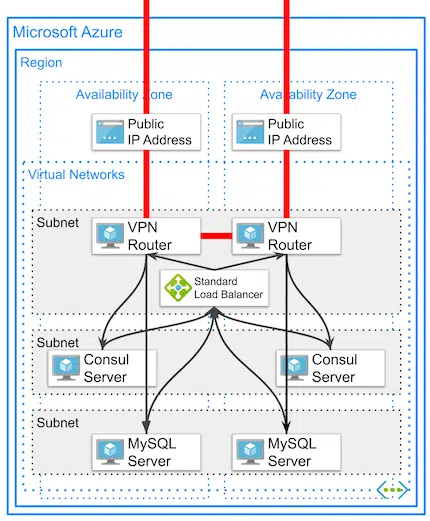 Microsoft Azure
Region
Availability Zone
Availability Zone
Public
IP Address
Public
IP Address
Virtual Networks
Subnet
VPN
Router
VPN
Router
Standard
Load Balancer
Subnet
Consul
Server
Consul
Server
Subnet
MySQL
Server
MySQL
Server